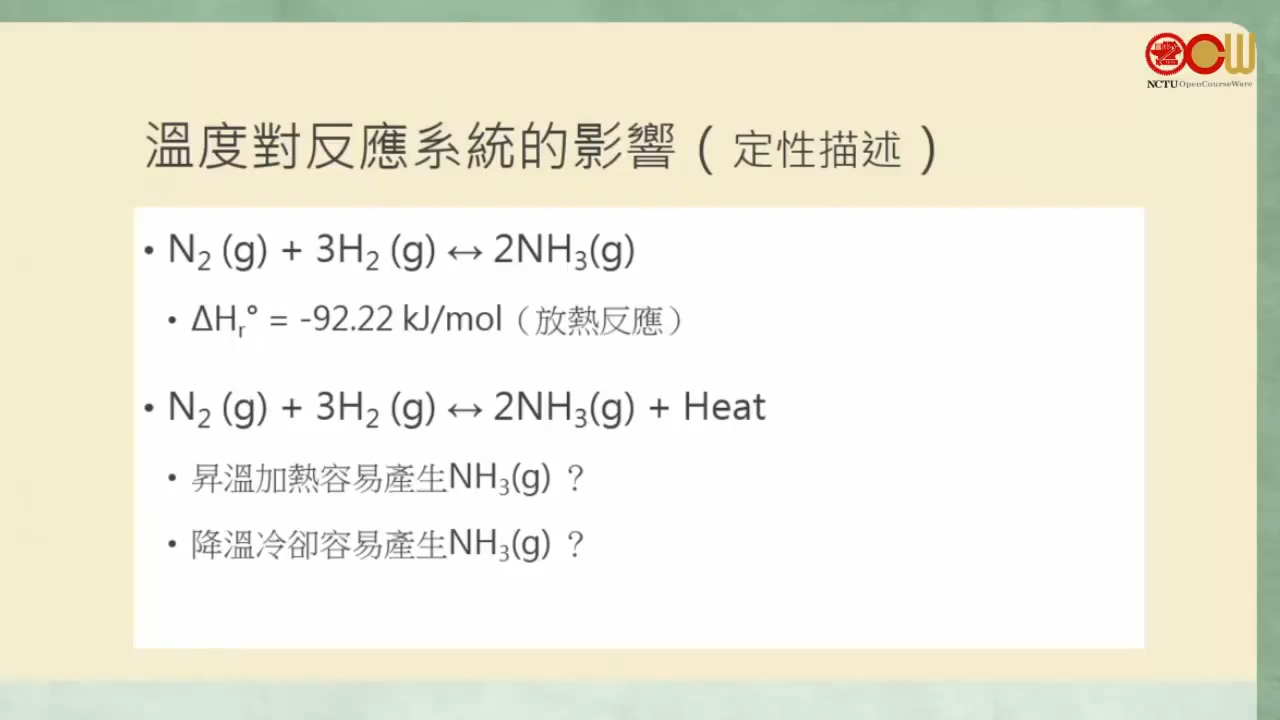 OCW
NCTU OpenCourseWare
溫度對反應系統的影響（定性描述）
• N₂ (g) + 3H₂ (g) ↔ 2NH₃(g)
• ΔHᵣ° = -92.22 kJ/mol（放熱反應）
• N₂ (g) + 3H₂ (g) ↔ 2NH₃(g) + Heat
• 昇溫加熱容易產生NH₃(g) ？
• 降溫冷卻容易產生NH₃(g) ？